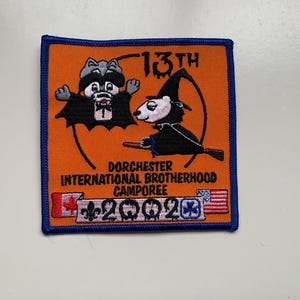 13TH
DORCHESTER
INTERNATIONAL BROTHERHOOD
CAMPOREE
2002